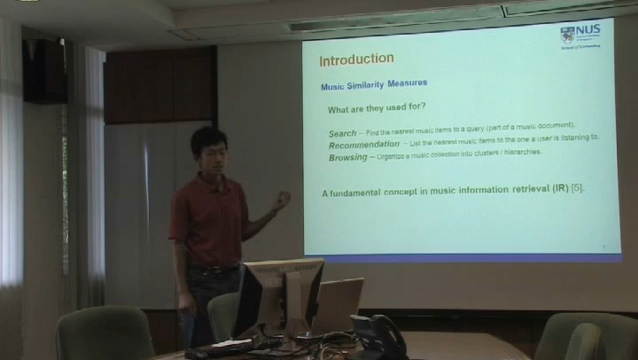 NUS
Introduction
Music Similarity Measures
What are they used for?
Search – Find the nearest music items to a query (part of a music document).
Recommendation – List the nearest music items to the one a user is listening to.
Browsing – Organize a music collection into clusters / hierarchies.
A fundamental concept in music information retrieval (IR) [5].